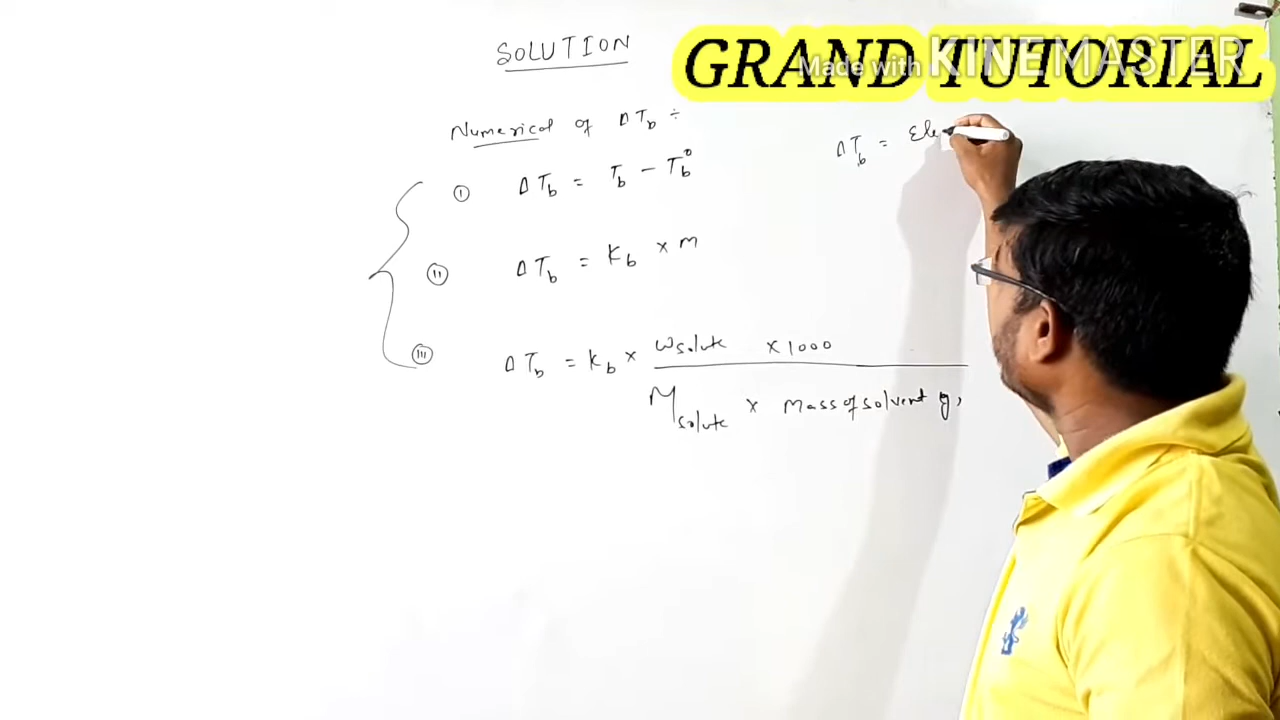 SOLUTION
GRAND TUTORIAL
Made with KINEMASTER
Numerical of ΔTb ÷
① ΔTb = Tb − Tb°
② ΔTb = Kb × m
③ ΔTb = Kb × Wsolute × 1000
Msolute × Mass of solvent g,
ΔTb = Ele